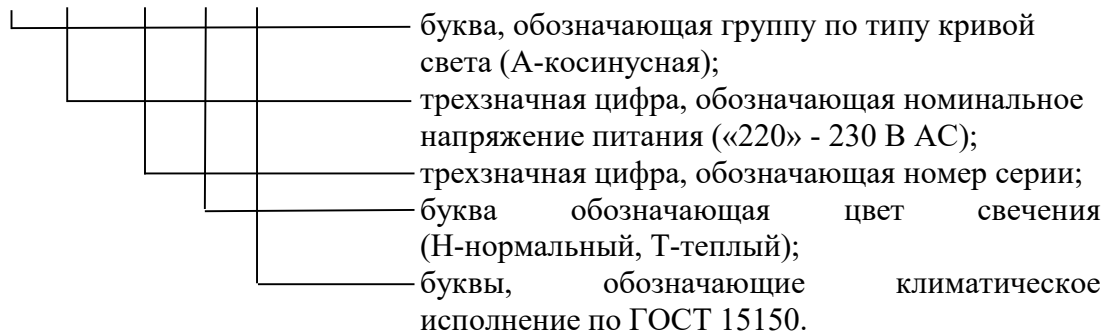 буква, обозначающая группу по типу кривой
света (А-косинусная);
трехзначная цифра, обозначающая номинальное
напряжение питания («220» - 230 В АС);
трехзначная цифра, обозначающая номер серии;
буква обозначающая цвет свечения
(Н-нормальный, Т-теплый);
буквы, обозначающие климатическое
исполнение по ГОСТ 15150.